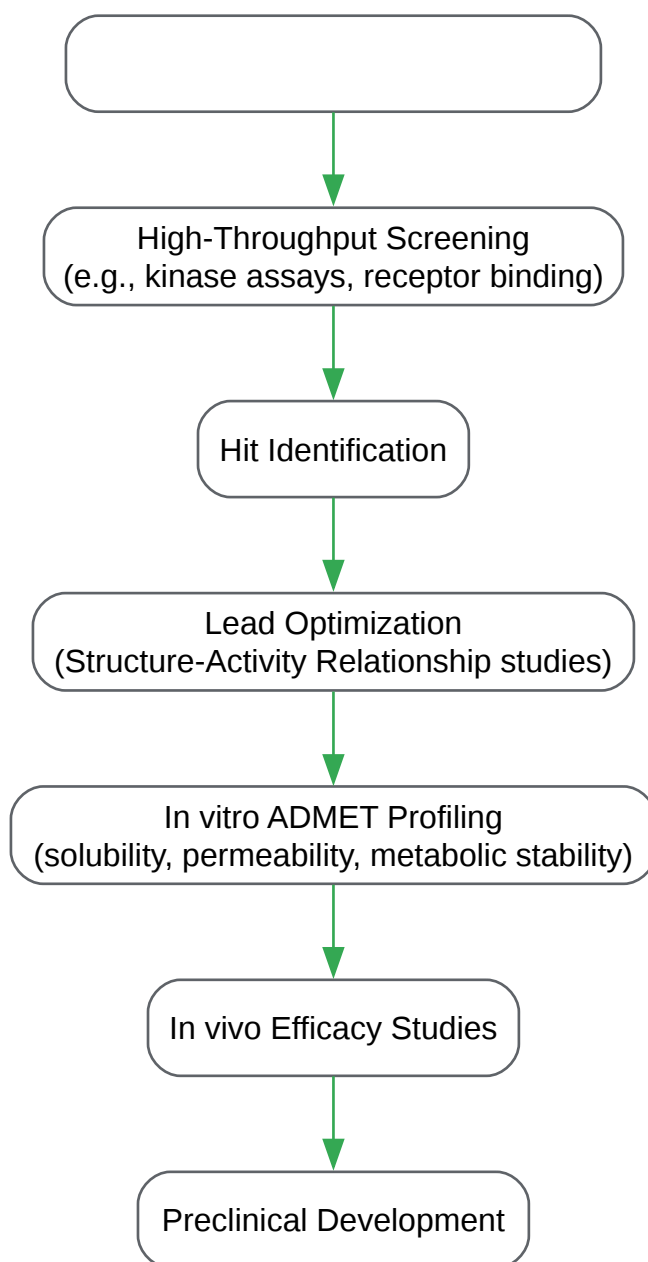 High-Throughput Screening
(e.g., kinase assays, receptor binding)
Hit Identification
Lead Optimization
(Structure-Activity Relationship studies)
In vitro ADMET Profiling
(solubility, permeability, metabolic stability)
In vivo Efficacy Studies
Preclinical Development